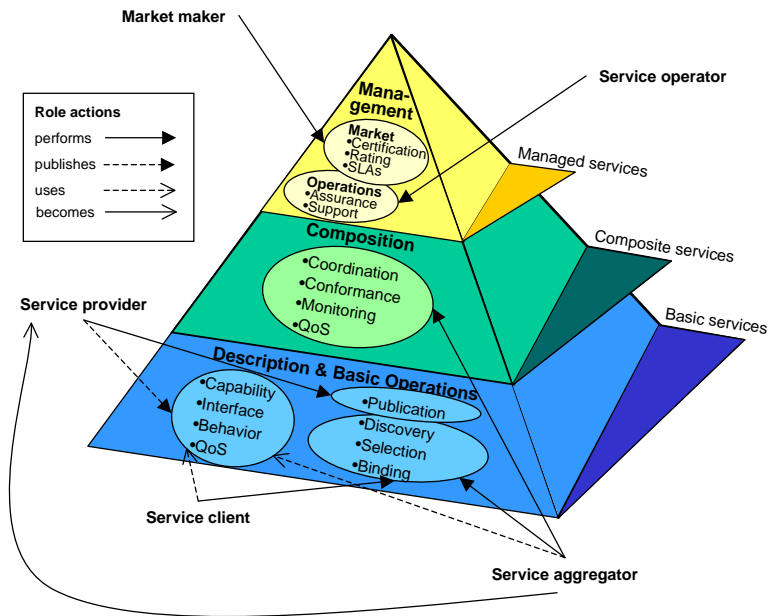 Market maker
Service operator
Role actions
performs
publishes
uses
becomes
Mana-
gement
Market
•Certification
•Rating
•SLAs
Operations
•Assurance
•Support
Managed services
Composition
•Coordination
•Conformance
•Monitoring
•QoS
Composite services
Service provider
Basic services
Description & Basic Operations
•Capability
•Interface
•Behavior
•QoS
•Publication
•Discovery
•Selection
•Binding
Service client
Service aggregator